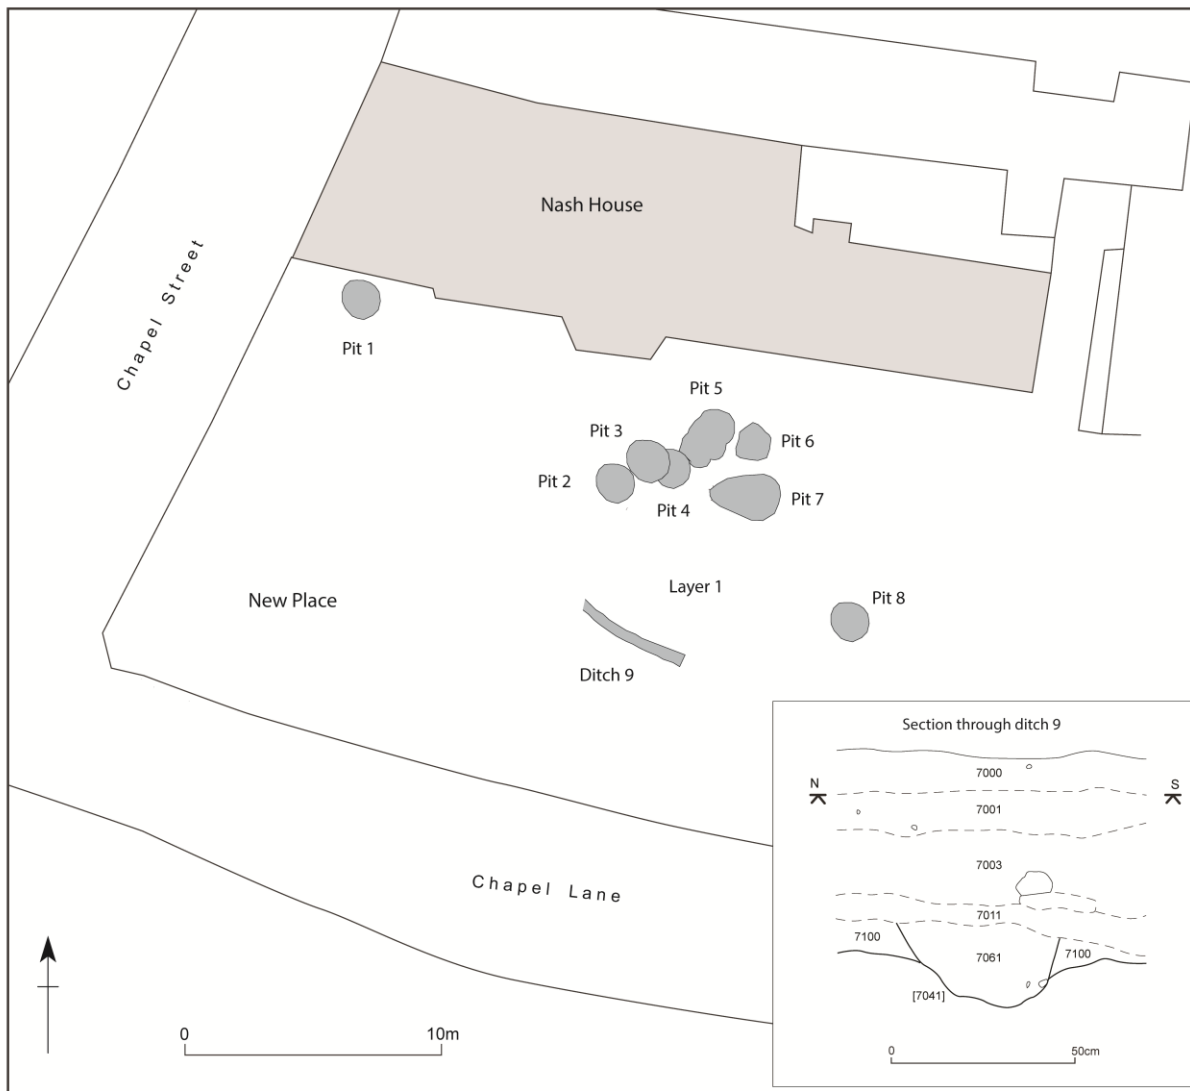 Nash House
Chapel Street
Pit 1
Pit 5
Pit 3
Pit 6
Pit 2
Pit 7
Pit 4
Layer 1
New Place
Pit 8
Ditch 9
Section through ditch 9
7000
N
S
7001
7003
7011
7100
7061
7100
[7041]
0
50cm
Chapel Lane
0
10m